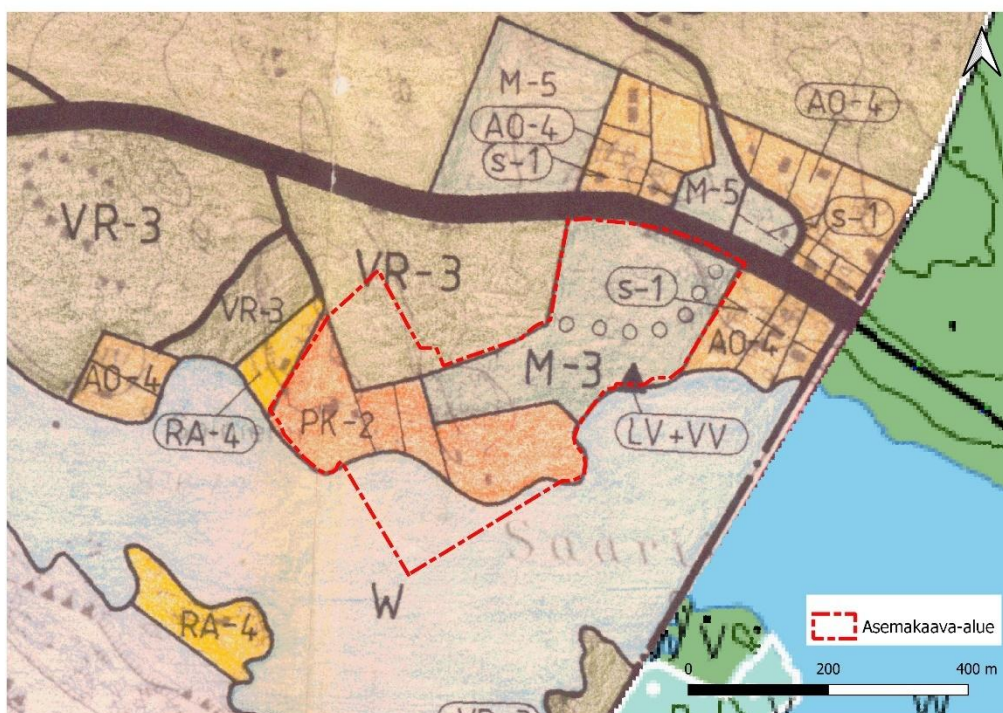 M-5
AO-4
s-1
AO-4
M-5
s-1
VR-3
VR-3
VR-3
s-1
AO-4
M-3
AO-4
RA-4
PK-2
LV+VV
Saari
W
RA-4
Asemakaava-alue
0 200 400 m